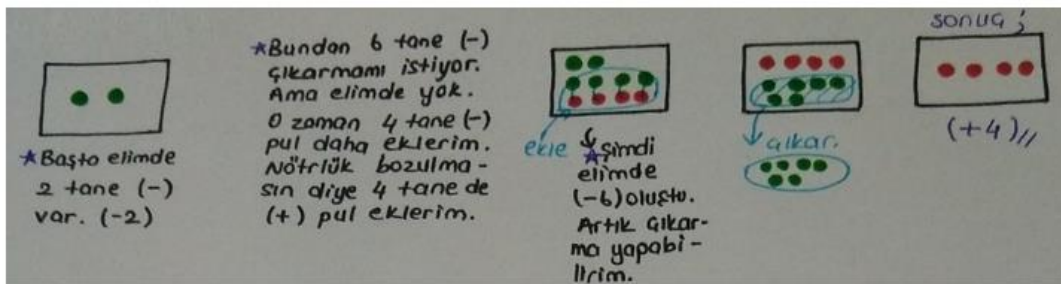 ★Başta elimde
2 tane (-)
var. (-2)
★Bundan 6 tane (-)
çıkarmamı istiyor.
Ama elimde yok.
O zaman 4 tane (-)
pul daha eklerim.
Nötrlük bozulma-
sın diye 4 tane de
(+) pul eklerim.
ekle
★Şimdi
elimde
(-6) oluştu.
Artık çıkar-
ma yapabi-
lirim.
çıkar.
sonuç ;
(+4)//